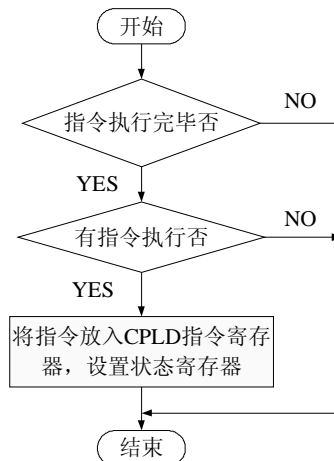 开始
指令执行完毕否
NO
YES
有指令执行否
NO
YES
将指令放入CPLD指令寄存
器，设置状态寄存器
结束